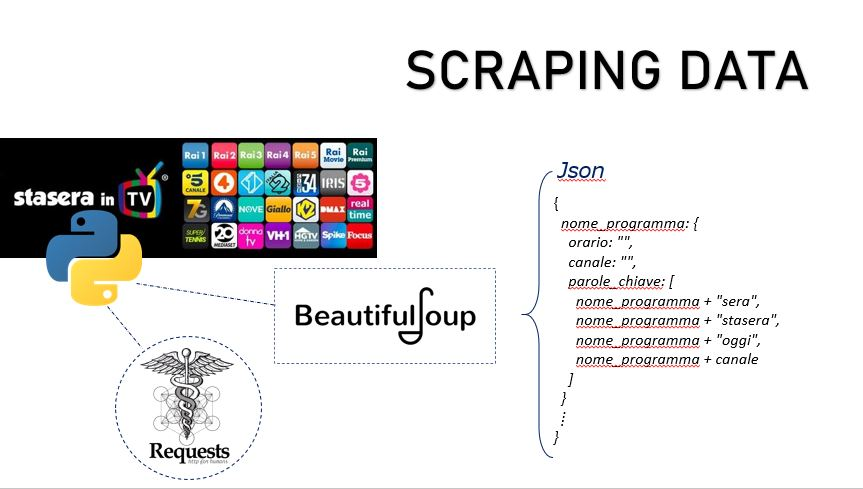 SCRAPING DATA
stasera in TV ®
Rai 1 Rai 2 Rai 3 Rai 4 Rai 5 Rai Movie Rai Premium
5 CANALE 4 1 34 IRIS 5
7G Paramount NOVE Giallo DMAX real time
SUPER TENNIS 20 MEDIASET donna tv VH1 HGTV Spike Focus
BeautifulSoup
Requests
http for humans
Json
{
nome_programma: {
orario: "",
canale: "",
parole_chiave: [
nome_programma + "sera",
nome_programma + "stasera",
nome_programma + "oggi",
nome_programma + canale
]
}
⋮
}